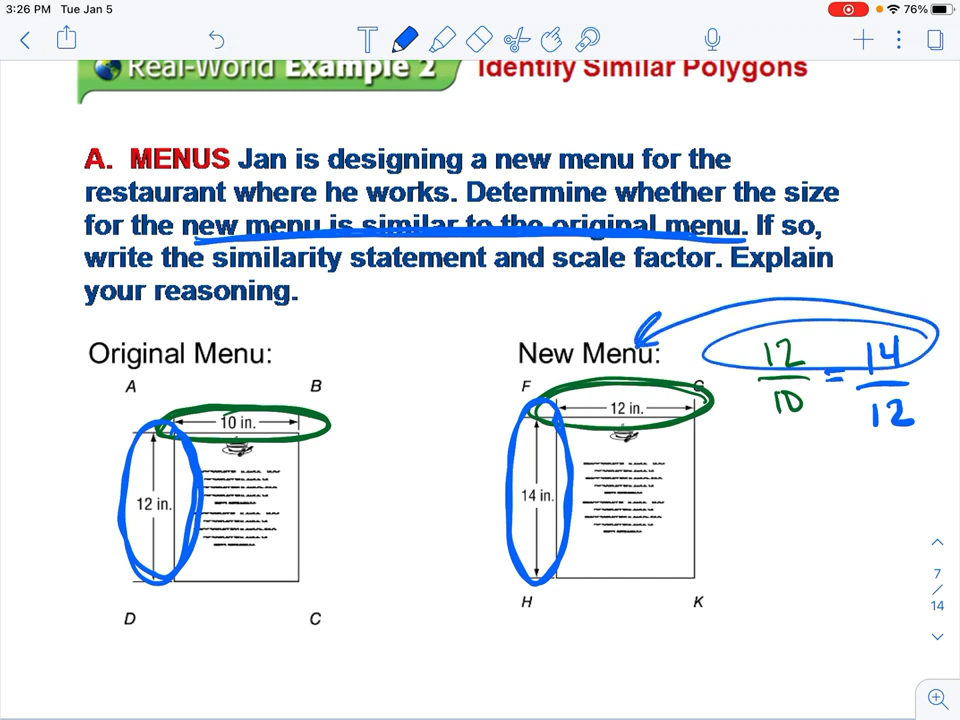 3:26 PM Tue Jan 5 76%
Real-World Example 2 Identify Similar Polygons
A. MENUS Jan is designing a new menu for the
restaurant where he works. Determine whether the size
for the new menu is similar to the original menu. If so,
write the similarity statement and scale factor. Explain
your reasoning.
Original Menu: New Menu:
12/10 = 14/12
A B F G
10 in. 12 in.
12 in. 14 in.
D C H K
7
/
14